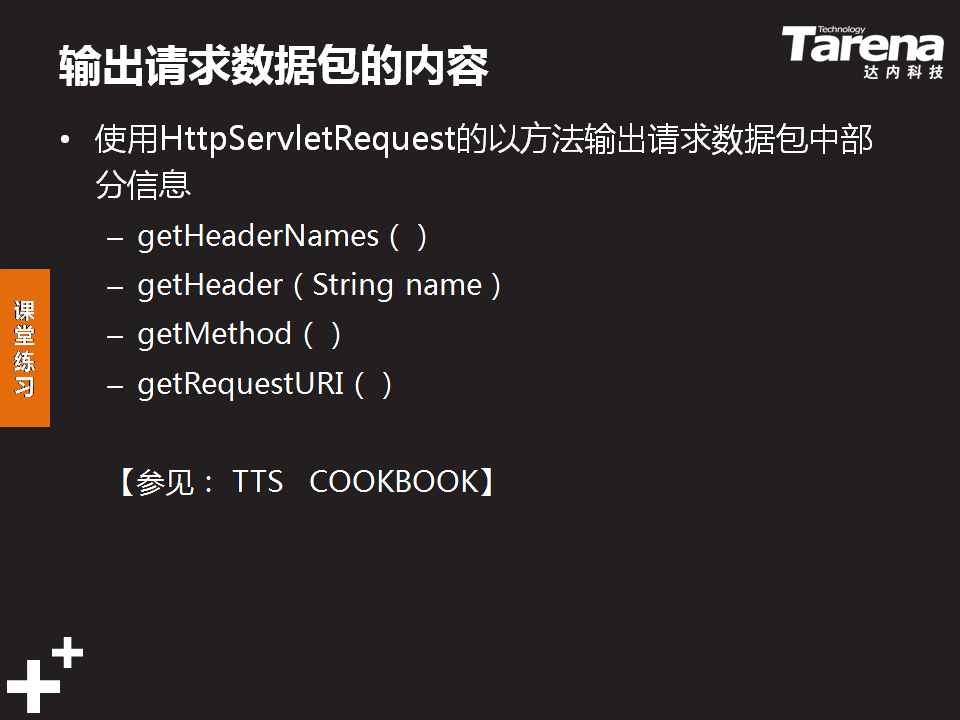 输出请求数据包的内容
Technology
Tarena
达内科技
• 使用HttpServletRequest的以方法输出请求数据包中部
分信息
– getHeaderNames（ ）
– getHeader（String name）
– getMethod（ ）
– getRequestURI（ ）
课堂练习
【参见： TTS COOKBOOK】